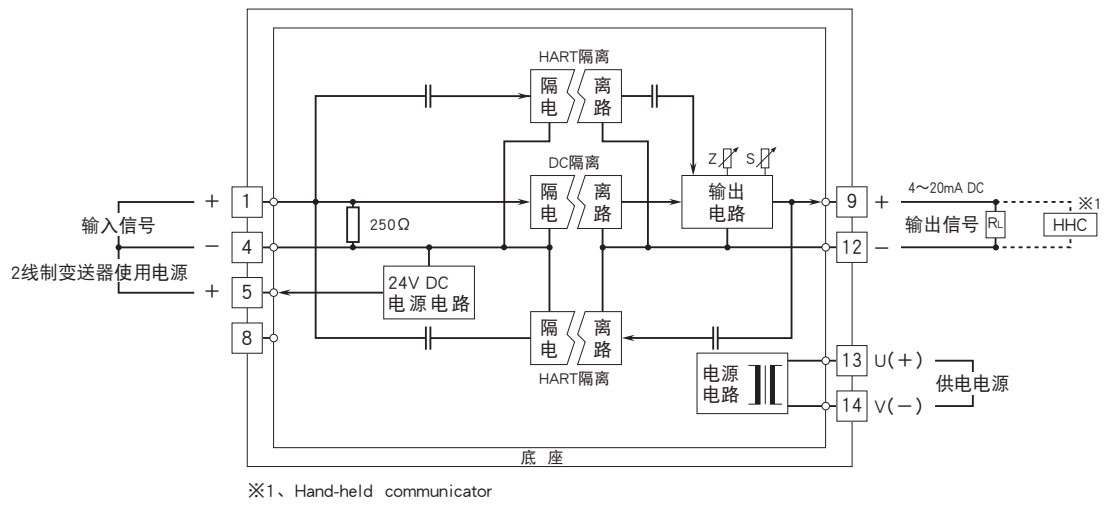 HART隔离
隔 离
电 路
DC隔离
隔 离
电 路
Z
S
输出
电路
+
1
9
+
4～20mA DC
※1
输入信号
250Ω
输出信号
RL
HHC
−
4
12
−
2线制变送器使用电源
24V DC
电源电路
+
5
8
隔 离
电 路
HART隔离
电源
电路
13
U(+)
供电电源
14
V(−)
底 座
※1、Hand-held communicator